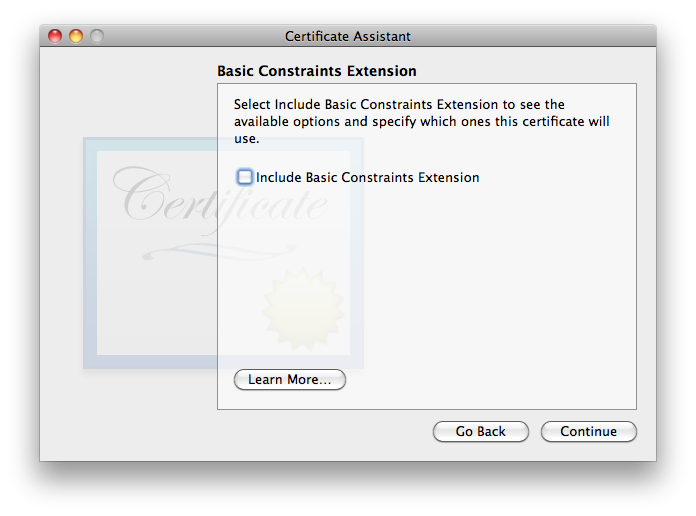 Certificate Assistant
Basic Constraints Extension
Select Include Basic Constraints Extension to see the
available options and specify which ones this certificate will
use.
Include Basic Constraints Extension
Certificate
Learn More...
Go Back
Continue